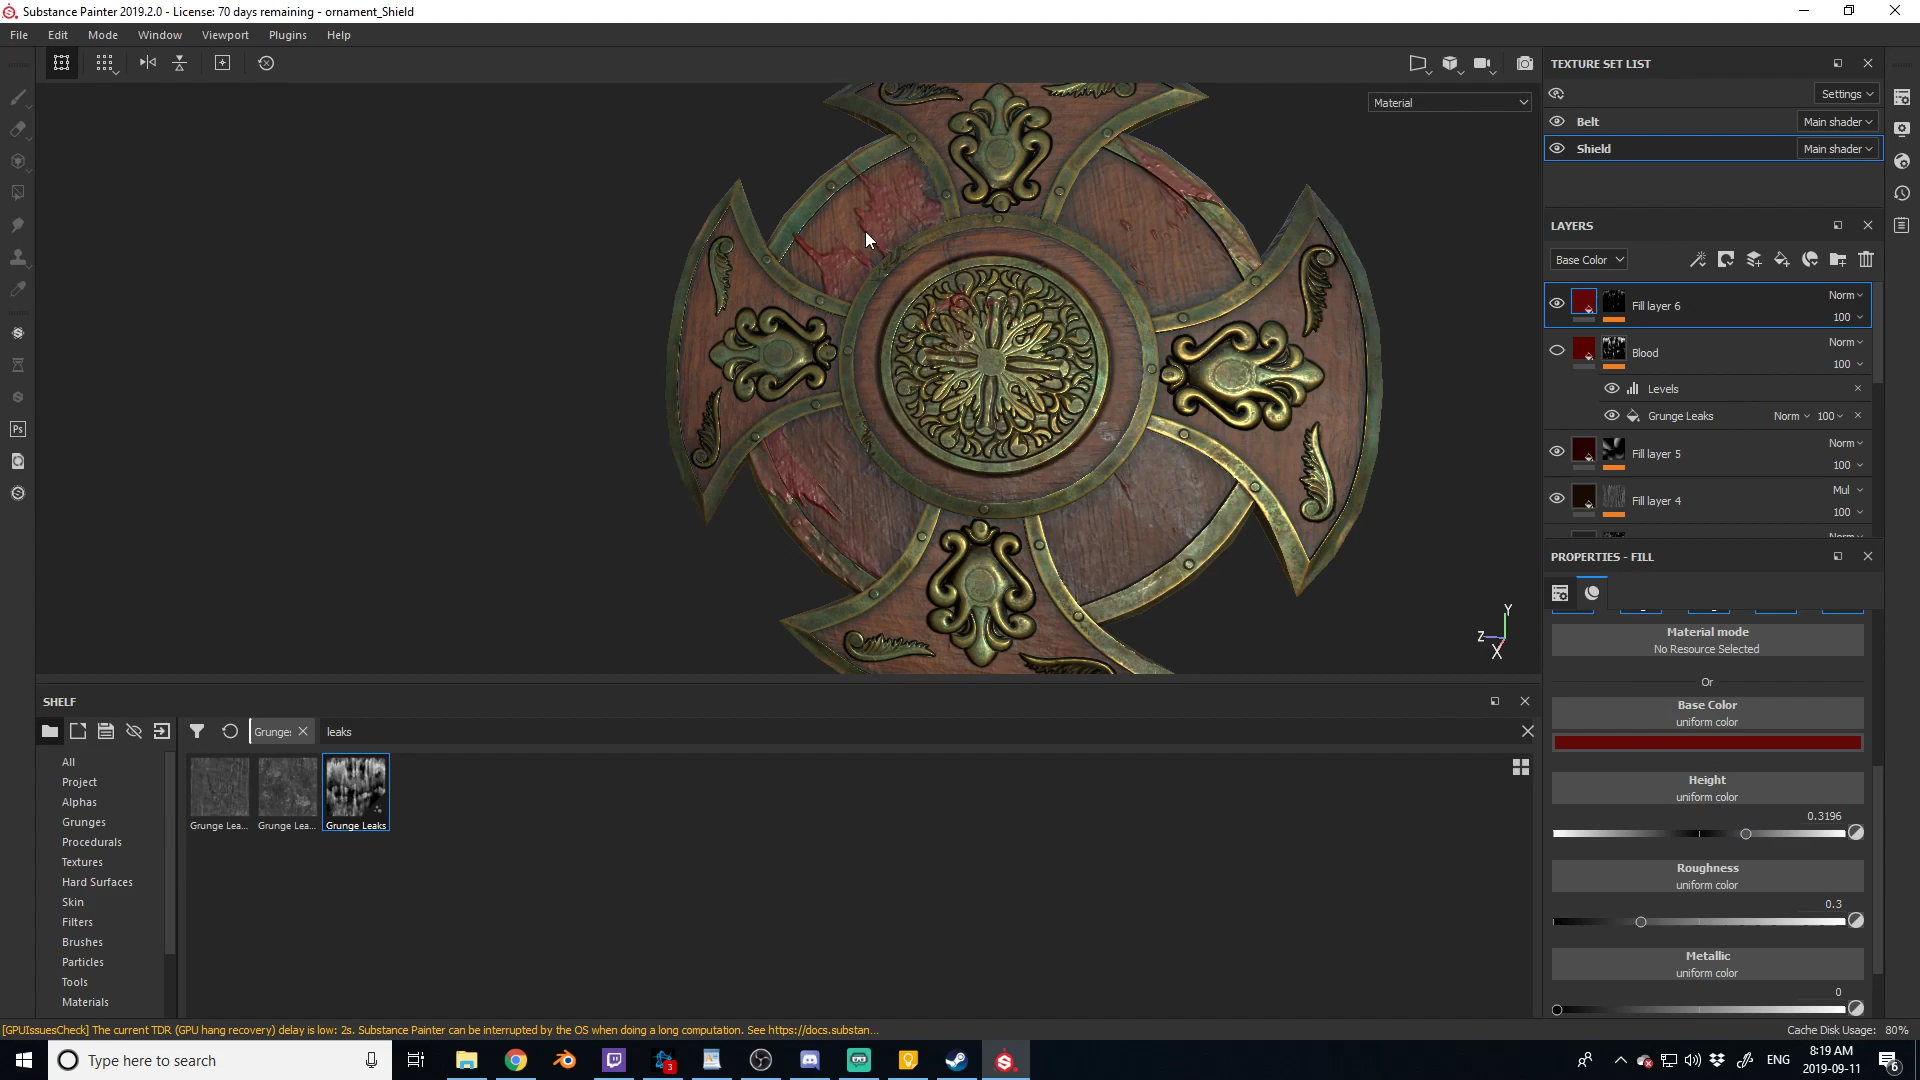 Substance Painter 2019.2.0 - License: 70 days remaining - ornament_Shield
File Edit Mode Window Viewport Plugins Help
Material
TEXTURE SET LIST
Settings
Belt Main shader
Shield Main shader
LAYERS
Base Color
Fill layer 6 Norm 100
Blood Norm 100
Levels
Grunge Leaks Norm 100
Fill layer 5 Norm 100
Fill layer 4 Mul 100
PROPERTIES - FILL
Material mode
No Resource Selected
Or
Base Color
uniform color
Height
uniform color
0.3196
Roughness
uniform color
0.3
Metallic
uniform color
0
Y
Z
X
SHELF
Grunge: leaks
All
Project
Alphas
Grunges
Procedurals
Textures
Hard Surfaces
Skin
Filters
Brushes
Particles
Tools
Materials
Grunge Lea... Grunge Lea... Grunge Leaks
Ps
[GPUIssuesCheck] The current TDR (GPU hang recovery) delay is low: 2s. Substance Painter can be interrupted by the OS when doing a long computation. See https://docs.substan...
Cache Disk Usage: 80%
Type here to search
3
ENG
8:19 AM
2019-09-11
6